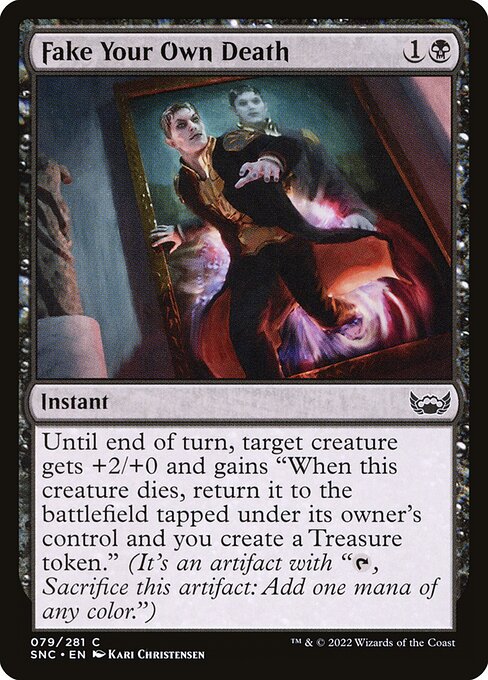 Fake Your Own Death 1
Instant
Until end of turn, target creature
gets +2/+0 and gains “When this
creature dies, return it to the
battlefield tapped under its owner’s
control and you create a Treasure
token.” (It’s an artifact with “, 
Sacrifice this artifact: Add one mana of
any color.”)
079/281 C
SNC • EN Kari Christensen
™ & © 2022 Wizards of the Coast